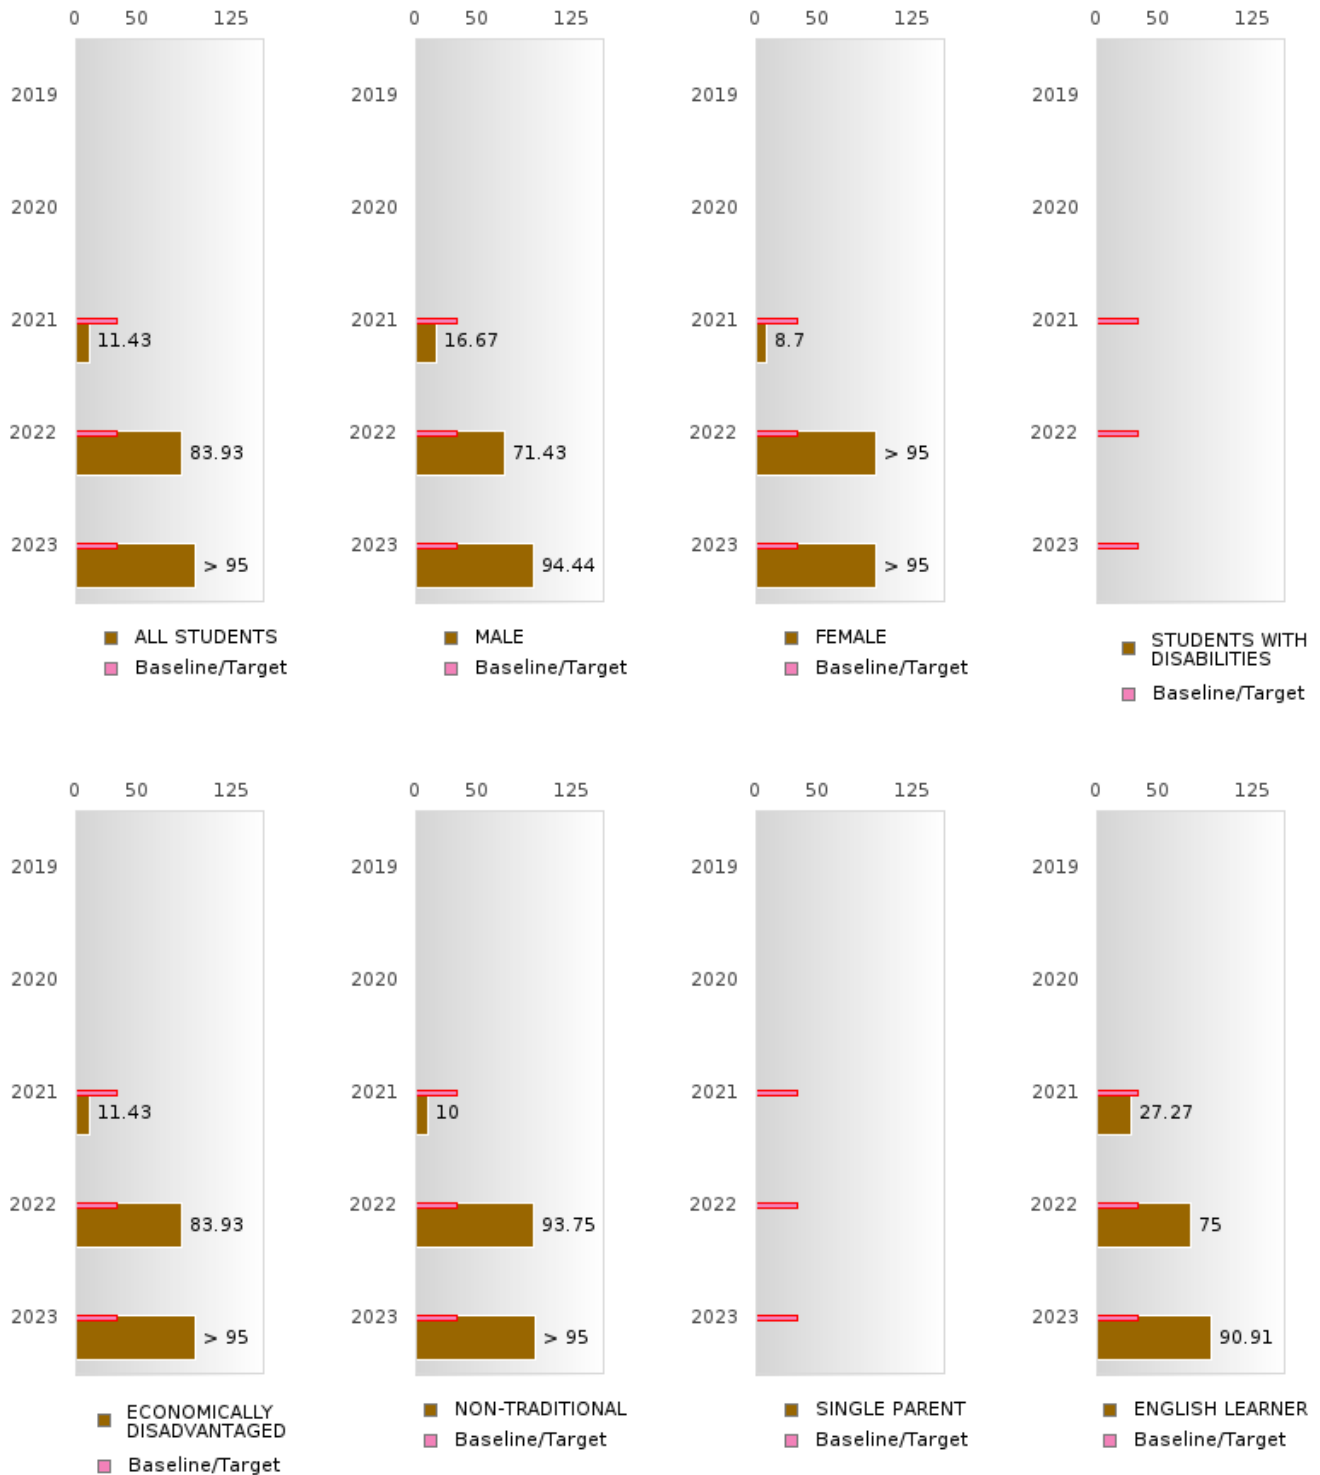 0 50 125 0 50 125 0 50 125 0 50 125
2019 2019 2019 2019
2020 2020 2020 2020
2021 2021 2021 2021
11.43 16.67 8.7
2022 2022 2022 2022
83.93 71.43 > 95
2023 2023 2023 2023
> 95 94.44 > 95
ALL STUDENTS
Baseline/Target
MALE
Baseline/Target
FEMALE
Baseline/Target
STUDENTS WITH
DISABILITIES
Baseline/Target
0 50 125 0 50 125 0 50 125 0 50 125
2019 2019 2019 2019
2020 2020 2020 2020
2021 2021 2021 2021
11.43 10 27.27
2022 2022 2022 2022
83.93 93.75 75
2023 2023 2023 2023
> 95 > 95 90.91
ECONOMICALLY
DISADVANTAGED
Baseline/Target
NON-TRADITIONAL
Baseline/Target
SINGLE PARENT
Baseline/Target
ENGLISH LEARNER
Baseline/Target